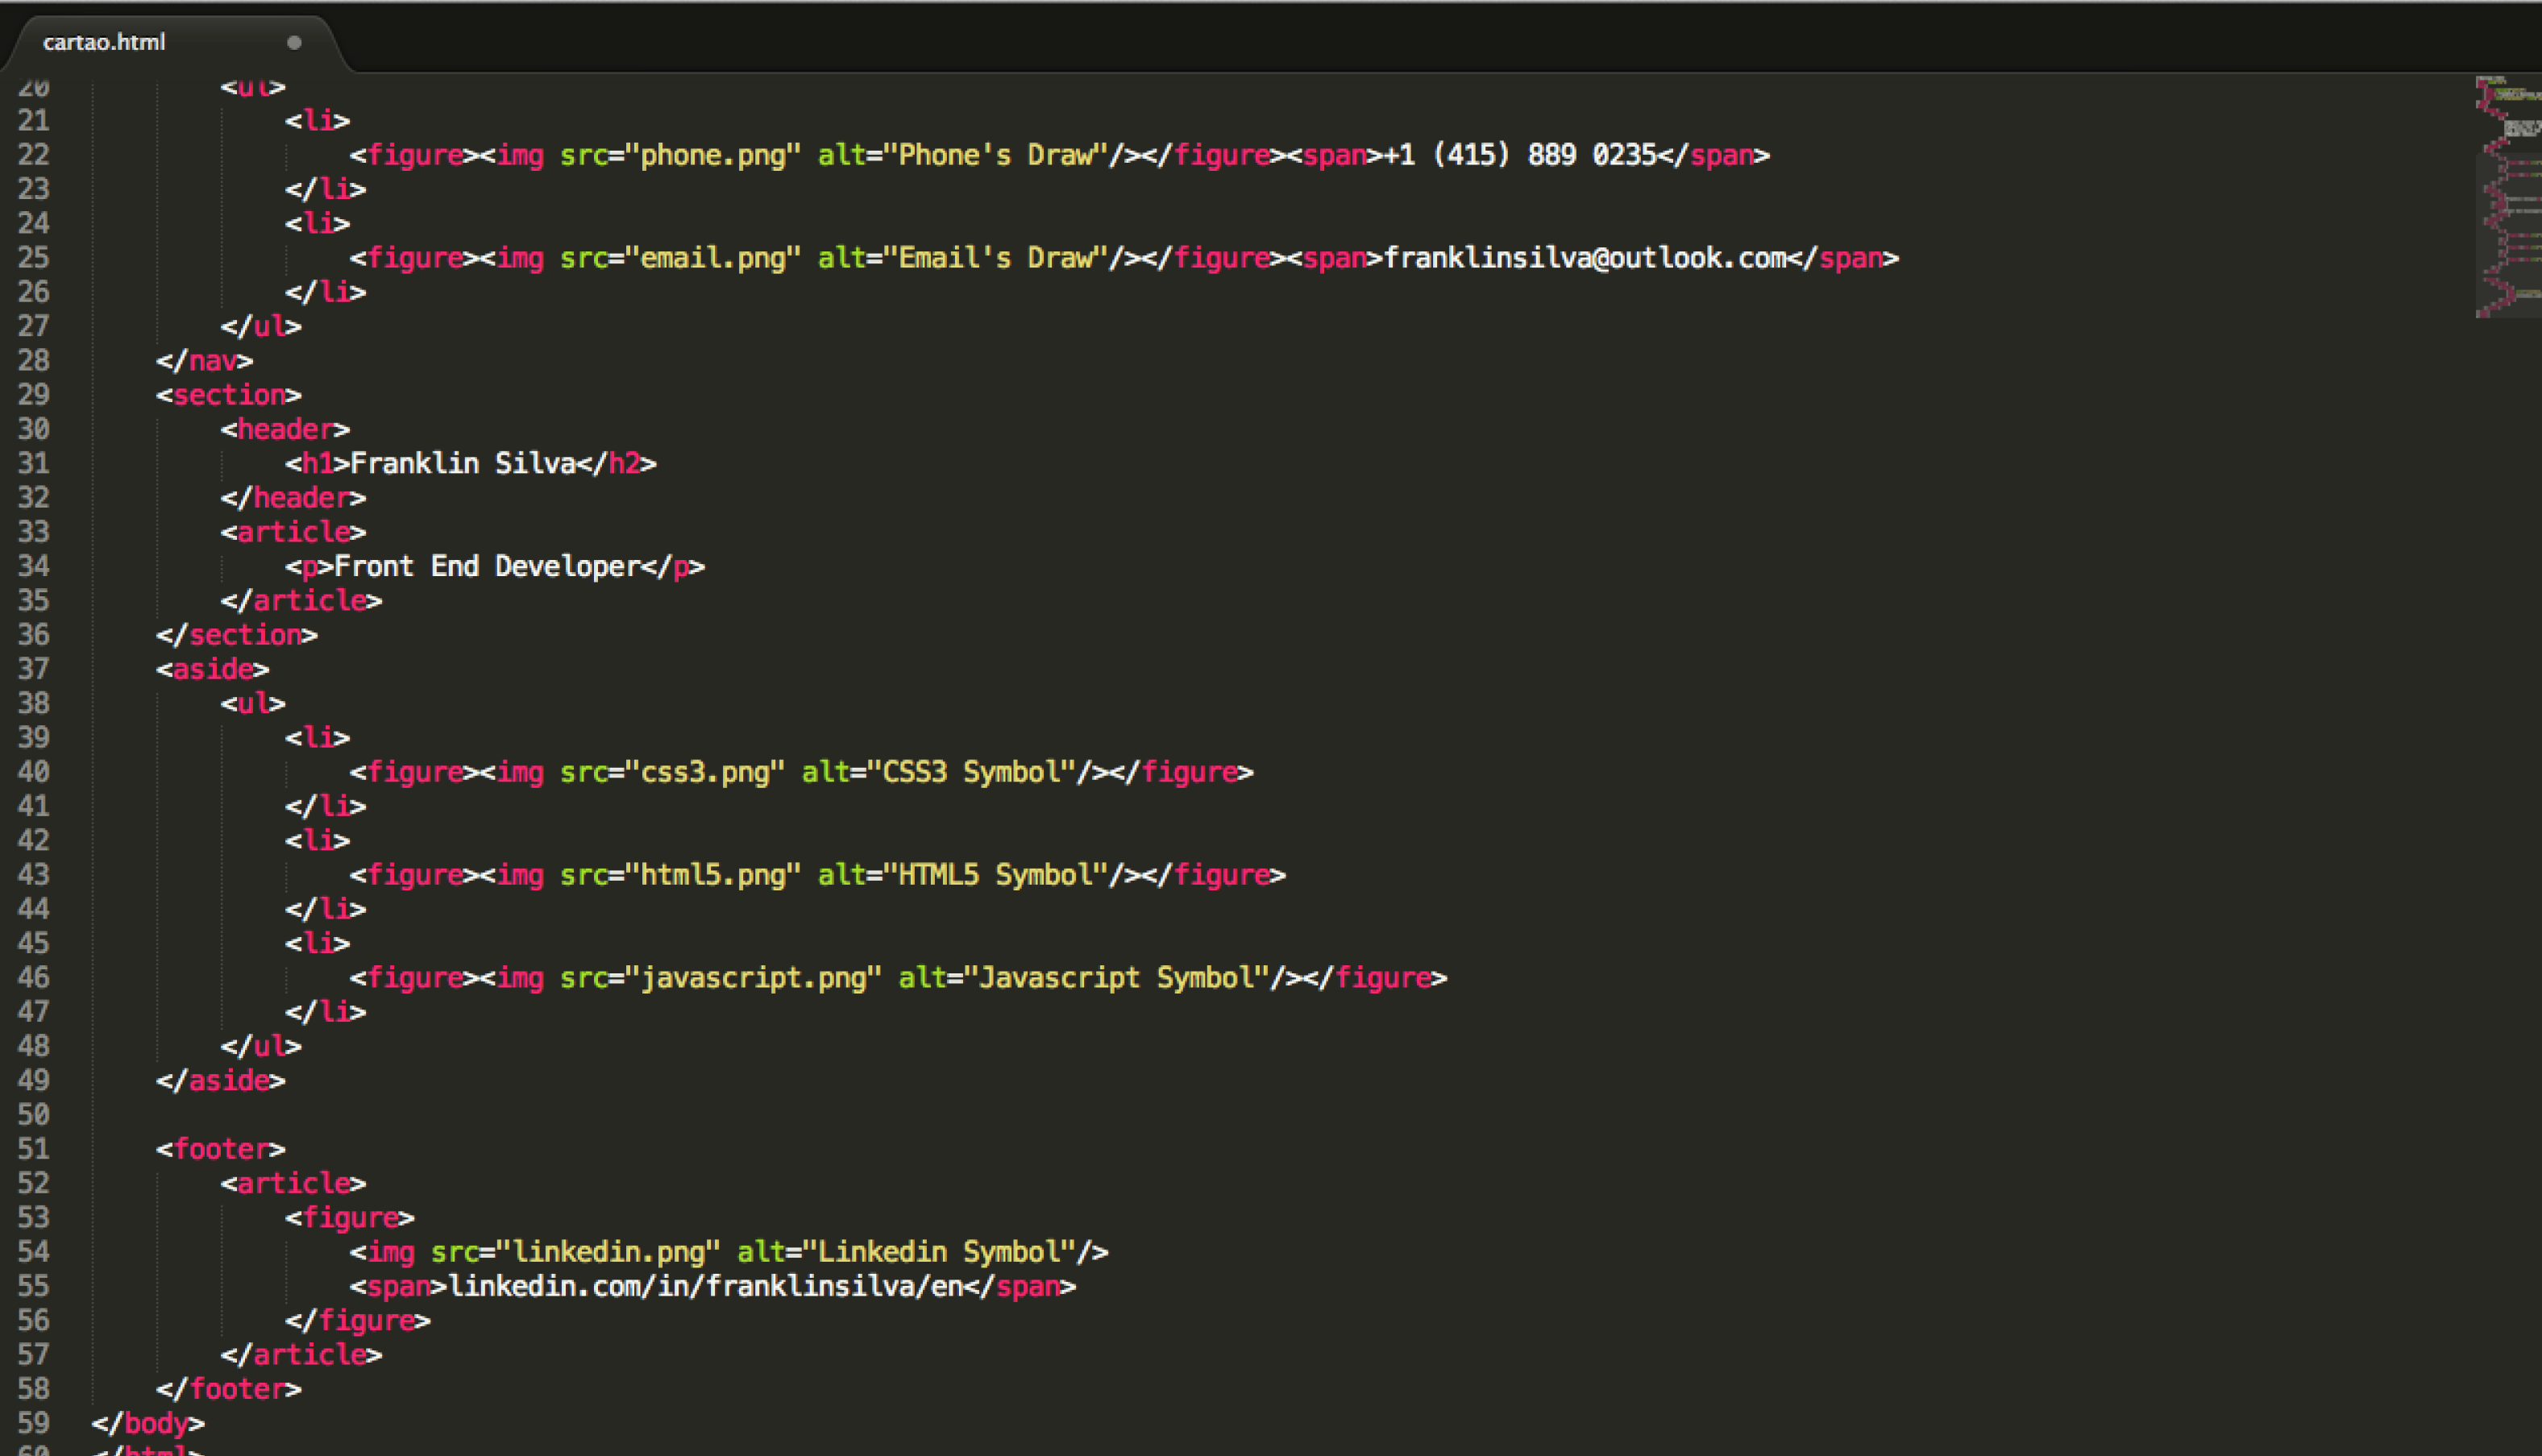 cartao.html
20 <ul>
21 <li>
22 <figure><img src="phone.png" alt="Phone's Draw"/></figure><span>+1 (415) 889 0235</span>
23 </li>
24 <li>
25 <figure><img src="email.png" alt="Email's Draw"/></figure><span>franklinsilva@outlook.com</span>
26 </li>
27 </ul>
28 </nav>
29 <section>
30 <header>
31 <h1>Franklin Silva</h2>
32 </header>
33 <article>
34 <p>Front End Developer</p>
35 </article>
36 </section>
37 <aside>
38 <ul>
39 <li>
40 <figure><img src="css3.png" alt="CSS3 Symbol"/></figure>
41 </li>
42 <li>
43 <figure><img src="html5.png" alt="HTML5 Symbol"/></figure>
44 </li>
45 <li>
46 <figure><img src="javascript.png" alt="Javascript Symbol"/></figure>
47 </li>
48 </ul>
49 </aside>
50
51 <footer>
52 <article>
53 <figure>
54 <img src="linkedin.png" alt="Linkedin Symbol"/>
55 <span>linkedin.com/in/franklinsilva/en</span>
56 </figure>
57 </article>
58 </footer>
59 </body>
60 </html>